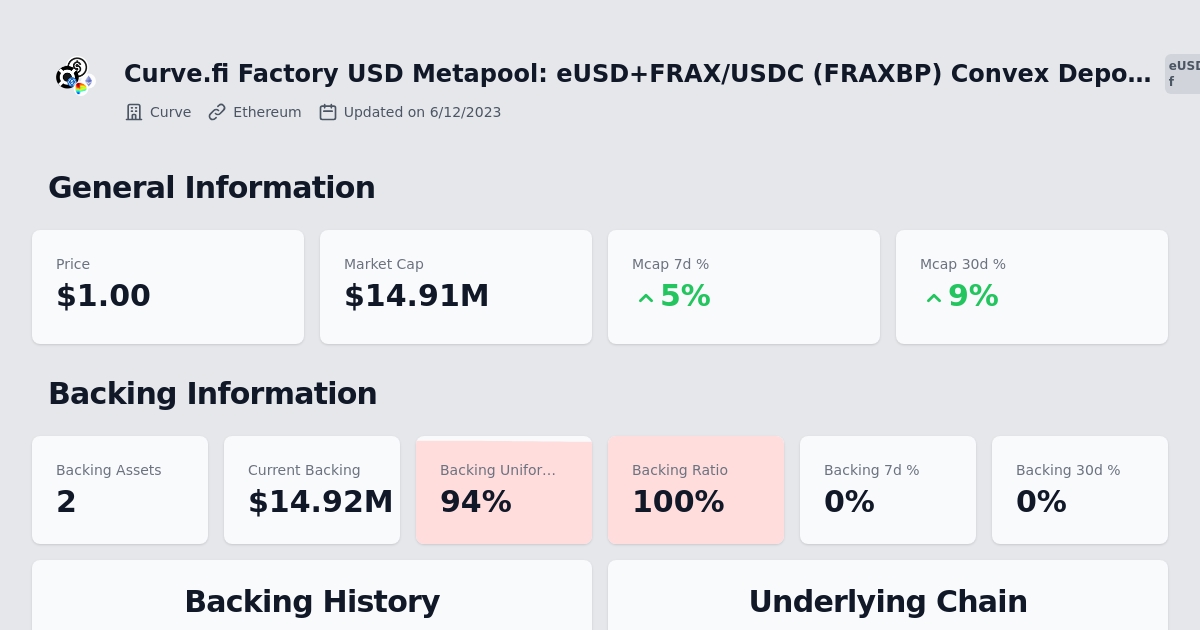 Curve.fi Factory USD Metapool: eUSD+FRAX/USDC (FRAXBP) Convex Depo…
eUSD
f
Curve Ethereum Updated on 6/12/2023
General Information
Price Market Cap Mcap 7d % Mcap 30d %
$1.00 $14.91M 5% 9%
Backing Information
Backing Assets Current Backing Backing Unifor… Backing Ratio Backing 7d % Backing 30d %
2 $14.92M 94% 100% 0% 0%
Backing History Underlying Chain